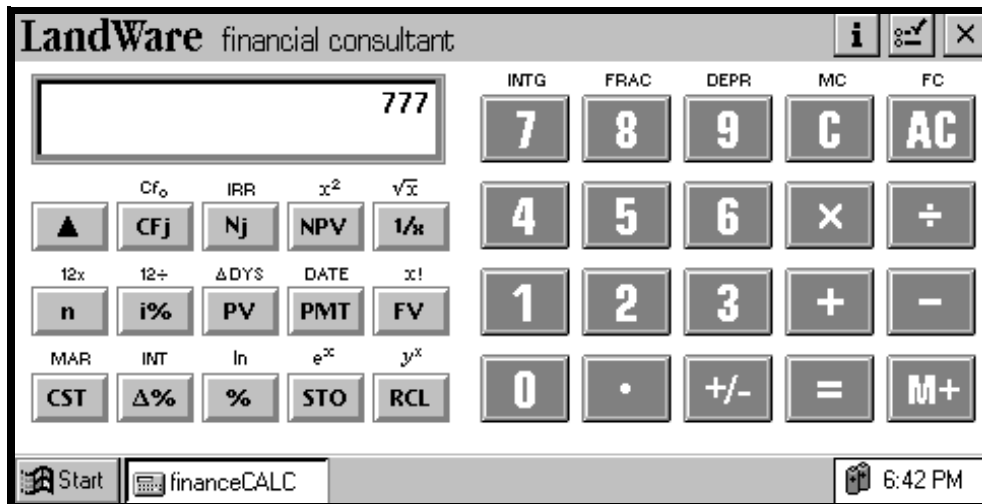 LandWare financial consultant i ×
777
INTG FRAC DEPR MC FC
7 8 9 C AC
Cfo IRR x² √x
▲ CFj Nj NPV 1/x
4 5 6 × ÷
12x 12÷ ΔDYS DATE x!
n i% PV PMT FV
1 2 3 + −
MAR INT ln eˣ yˣ
CST Δ% % STO RCL
0 · +/- = M+
Start financeCALC 6:42 PM